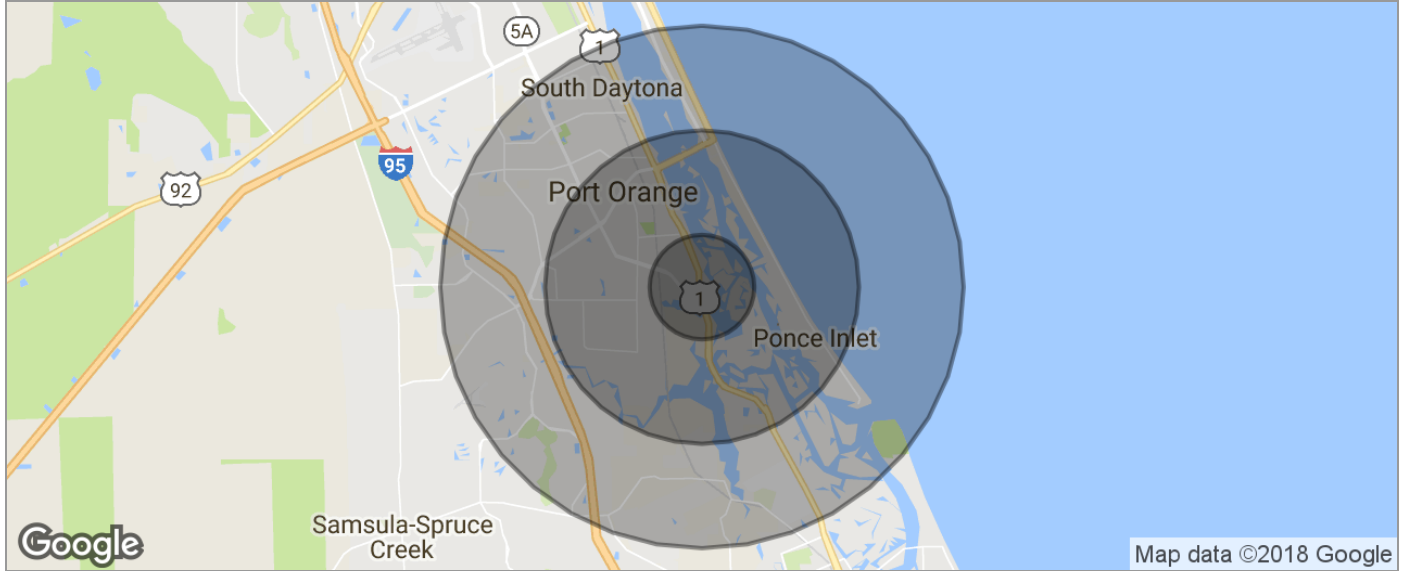 5A
1
South Daytona
95
92
Port Orange
1
Ponce Inlet
Samsula-Spruce
Creek
Google
Map data ©2018 Google